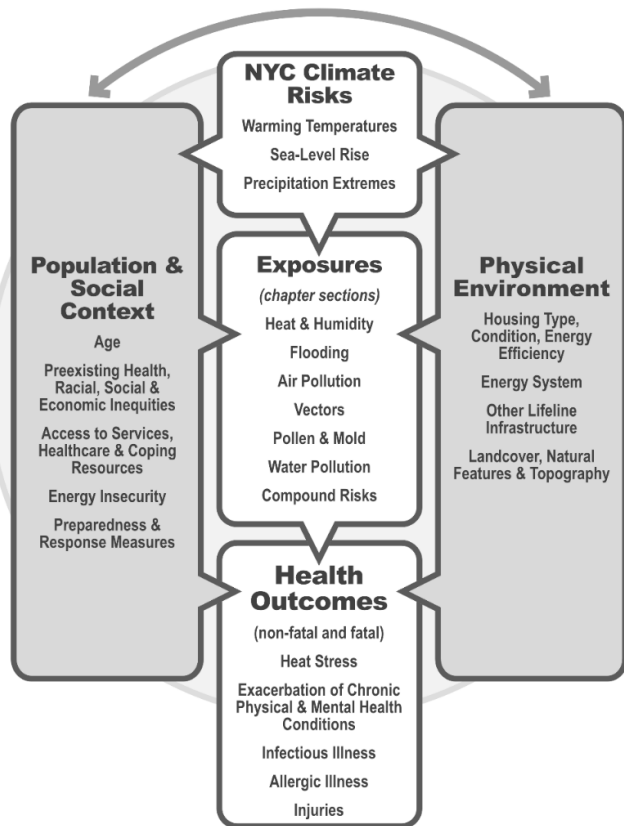 NYC Climate
Risks
Warming Temperatures
Sea-Level Rise
Precipitation Extremes
Population &
Social
Context
Age
Preexisting Health,
Racial, Social &
Economic Inequities
Access to Services,
Healthcare & Coping
Resources
Energy Insecurity
Preparedness &
Response Measures
Exposures
(chapter sections)
Heat & Humidity
Flooding
Air Pollution
Vectors
Pollen & Mold
Water Pollution
Compound Risks
Physical
Environment
Housing Type,
Condition, Energy
Efficiency
Energy System
Other Lifeline
Infrastructure
Landcover, Natural
Features & Topography
Health
Outcomes
(non-fatal and fatal)
Heat Stress
Exacerbation of Chronic
Physical & Mental Health
Conditions
Infectious Illness
Allergic Illness
Injuries